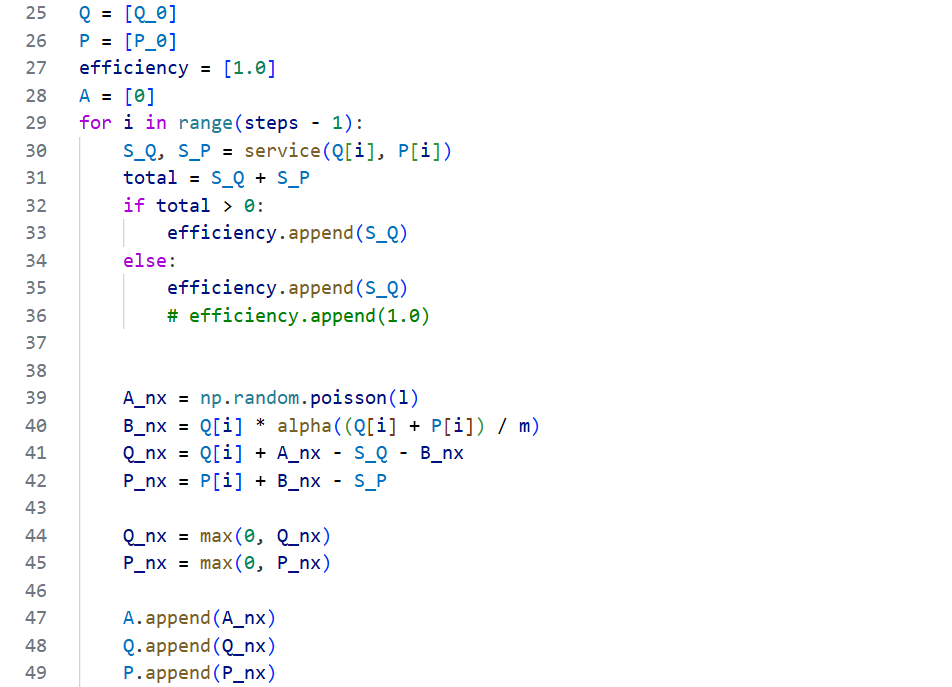 25 Q = [Q_0]
26 P = [P_0]
27 efficiency = [1.0]
28 A = [0]
29 for i in range(steps - 1):
30     S_Q, S_P = service(Q[i], P[i])
31     total = S_Q + S_P
32     if total > 0:
33         efficiency.append(S_Q)
34     else:
35         efficiency.append(S_Q)
36         # efficiency.append(1.0)
37
38
39     A_nx = np.random.poisson(l)
40     B_nx = Q[i] * alpha((Q[i] + P[i]) / m)
41     Q_nx = Q[i] + A_nx - S_Q - B_nx
42     P_nx = P[i] + B_nx - S_P
43
44     Q_nx = max(0, Q_nx)
45     P_nx = max(0, P_nx)
46
47     A.append(A_nx)
48     Q.append(Q_nx)
49     P.append(P_nx)